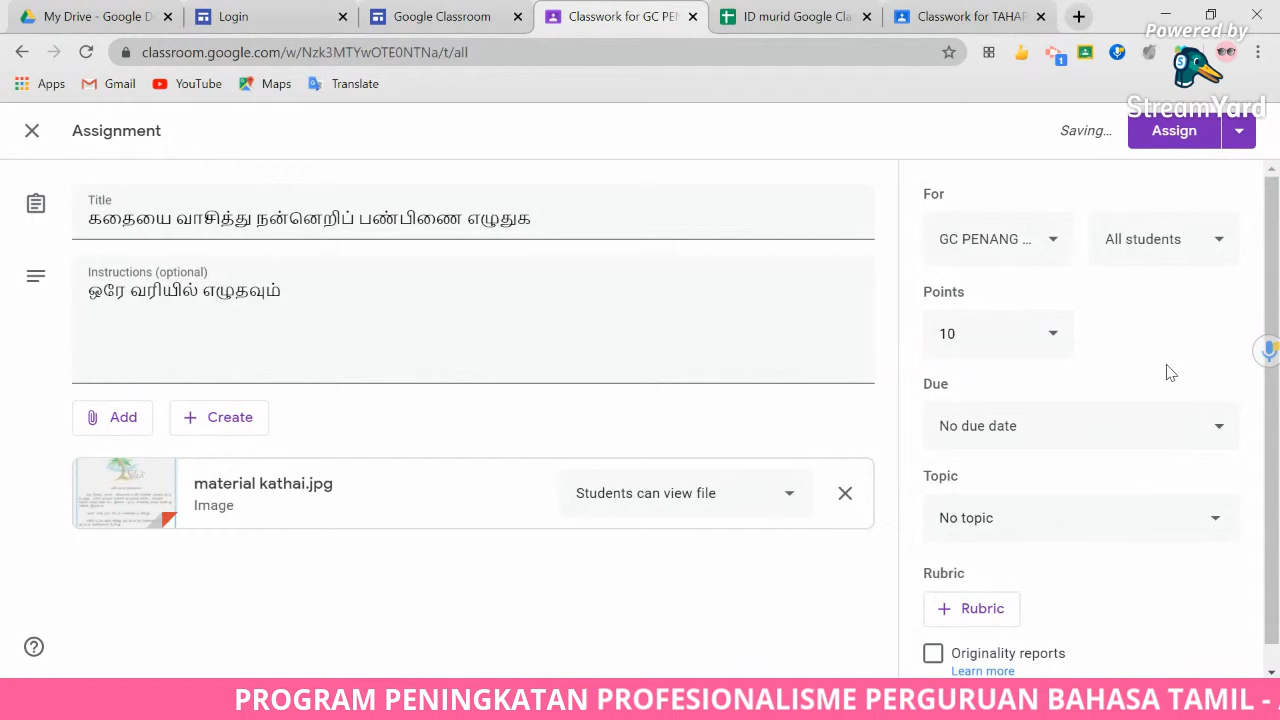 My Drive - Google D
Login
Google Classroom
Classwork for GC PEN
ID murid Google Cla
Classwork for TAHAP
Powered by
classroom.google.com/w/Nzk3MTYwOTE0NTNa/t/all
1
StreamYard
Apps
Gmail
YouTube
Maps
Translate
Assignment
Saving...
Assign
Title
கதையை வாசித்து நன்னெறிப் பண்பிணை எழுதுக
Instructions (optional)
ஒரே வரியில் எழுதவும்
Add
Create
material kathai.jpg
Image
Students can view file
For
GC PENANG ...
All students
Points
10
Due
No due date
Topic
No topic
Rubric
Rubric
Originality reports
Learn more
PROGRAM PENINGKATAN PROFESIONALISME PERGURUAN BAHASA TAMIL -